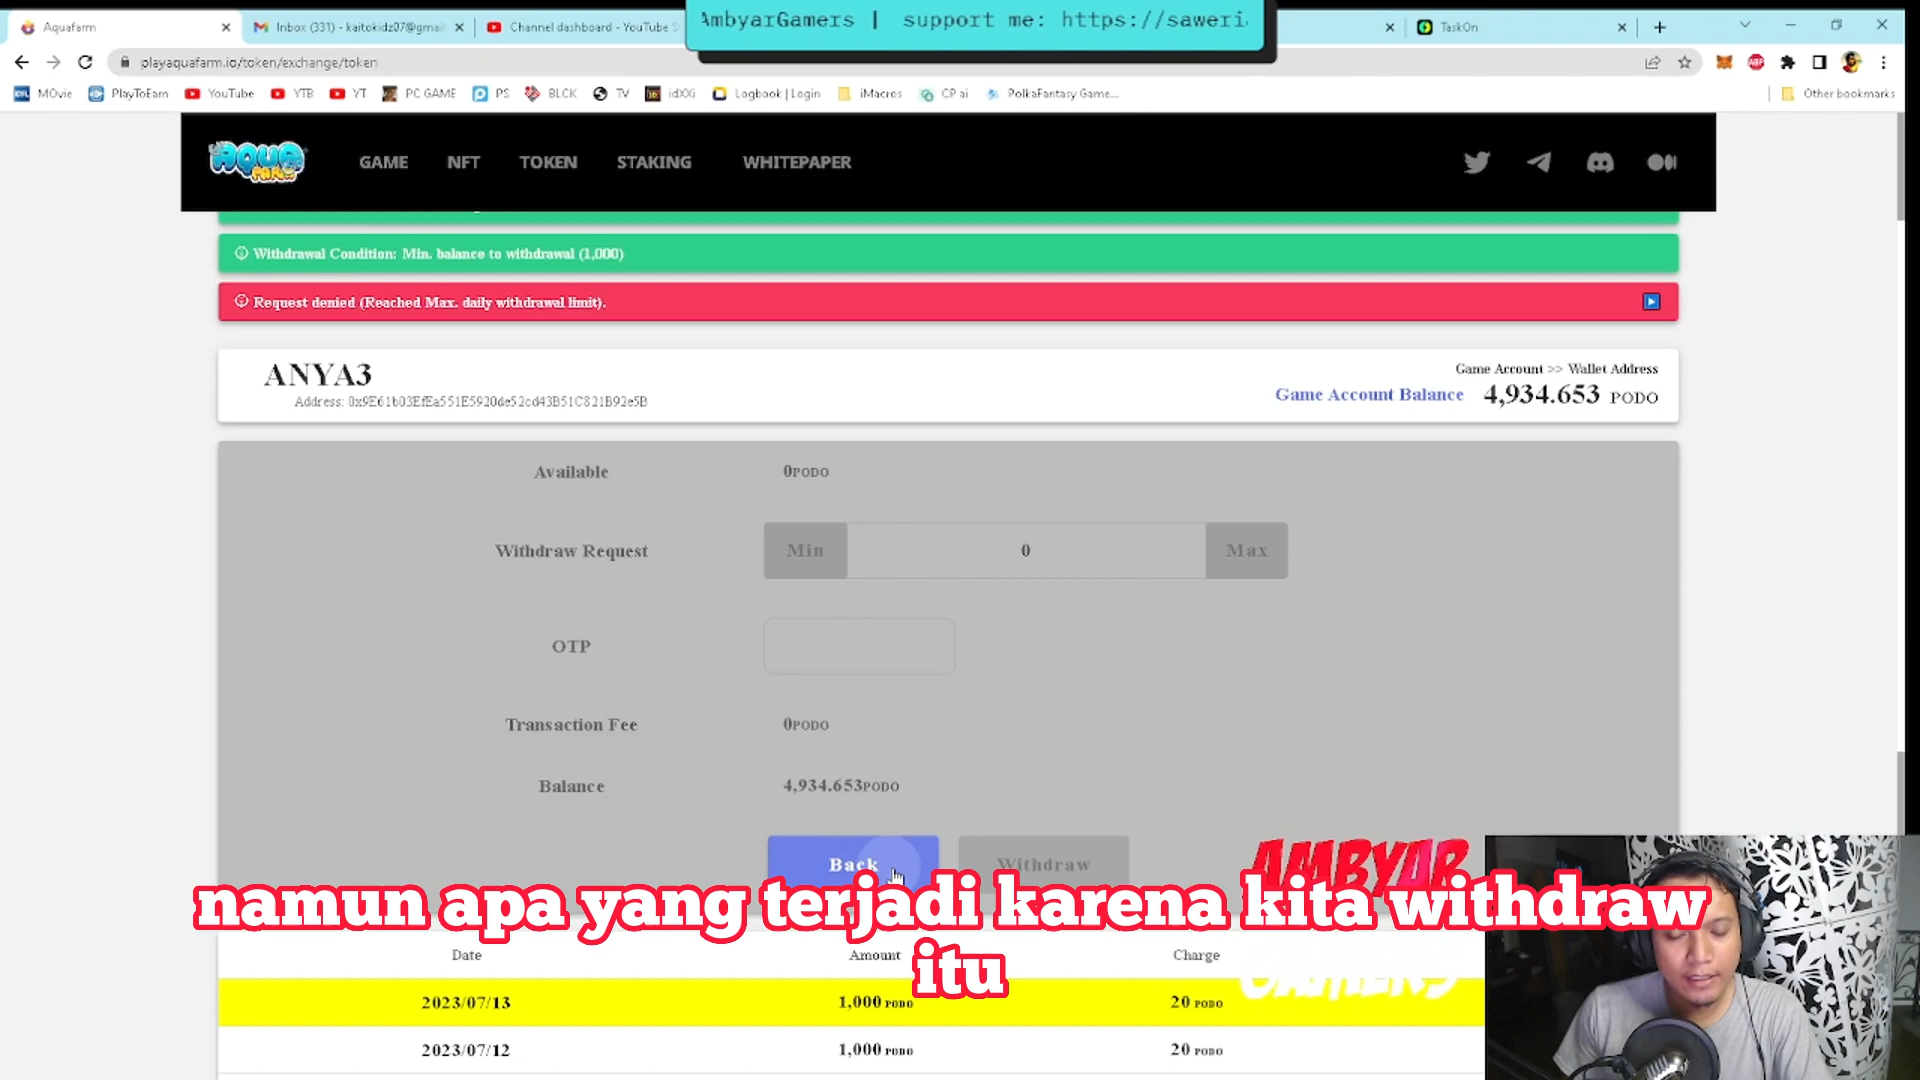 Aquafarm
Inbox (331) - kaitokidz07@gmail
Channel dashboard - YouTube S
AmbyarGamers | support me: https://saweri
TaskOn
playaquafarm.io/token/exchange/token
MOvie
PlayToEarn
YouTube
YTB
YT
PC GAME
PS
BLCK
TV
idXXi
Logbook | Login
iMacros
CP ai
PolkaFantasy Game...
Other bookmarks
AQUA FARM
GAME
NFT
TOKEN
STAKING
WHITEPAPER
Withdrawal Condition: Min. balance to withdrawal (1,000)
Request denied (Reached Max. daily withdrawal limit).
ANYA3
Address: 0x9E61b03EfEa551E5920de52cd43B51C821B92e5B
Game Account >> Wallet Address
Game Account Balance 4,934.653 PODO
Available 0PODO
Withdraw Request Min 0 Max
OTP
Transaction Fee 0PODO
Balance 4,934.653PODO
Back Withdraw
AMBYAR
GAMERS
namun apa yang terjadi karena kita withdraw
itu
Date Amount Charge
2023/07/13 1,000 PODO 20 PODO
2023/07/12 1,000 PODO 20 PODO